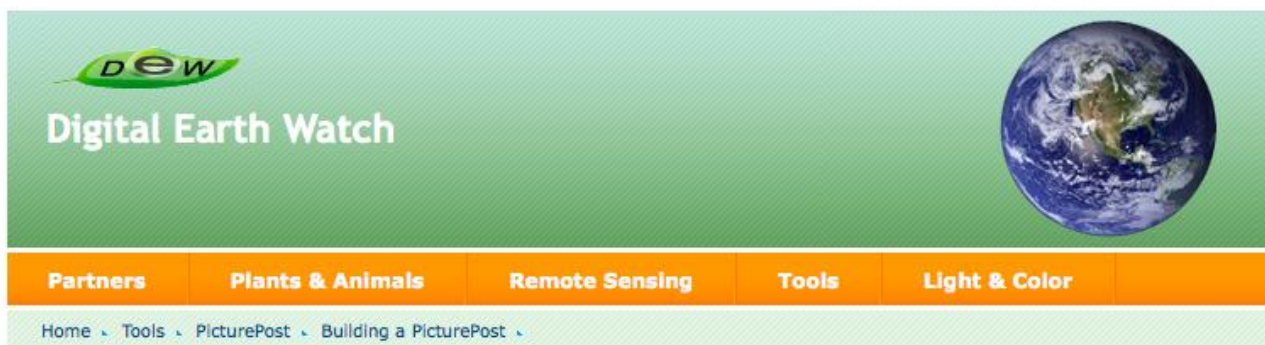 DeW
Digital Earth Watch
Partners Plants & Animals Remote Sensing Tools Light & Color
Home Tools PicturePost Building a PicturePost